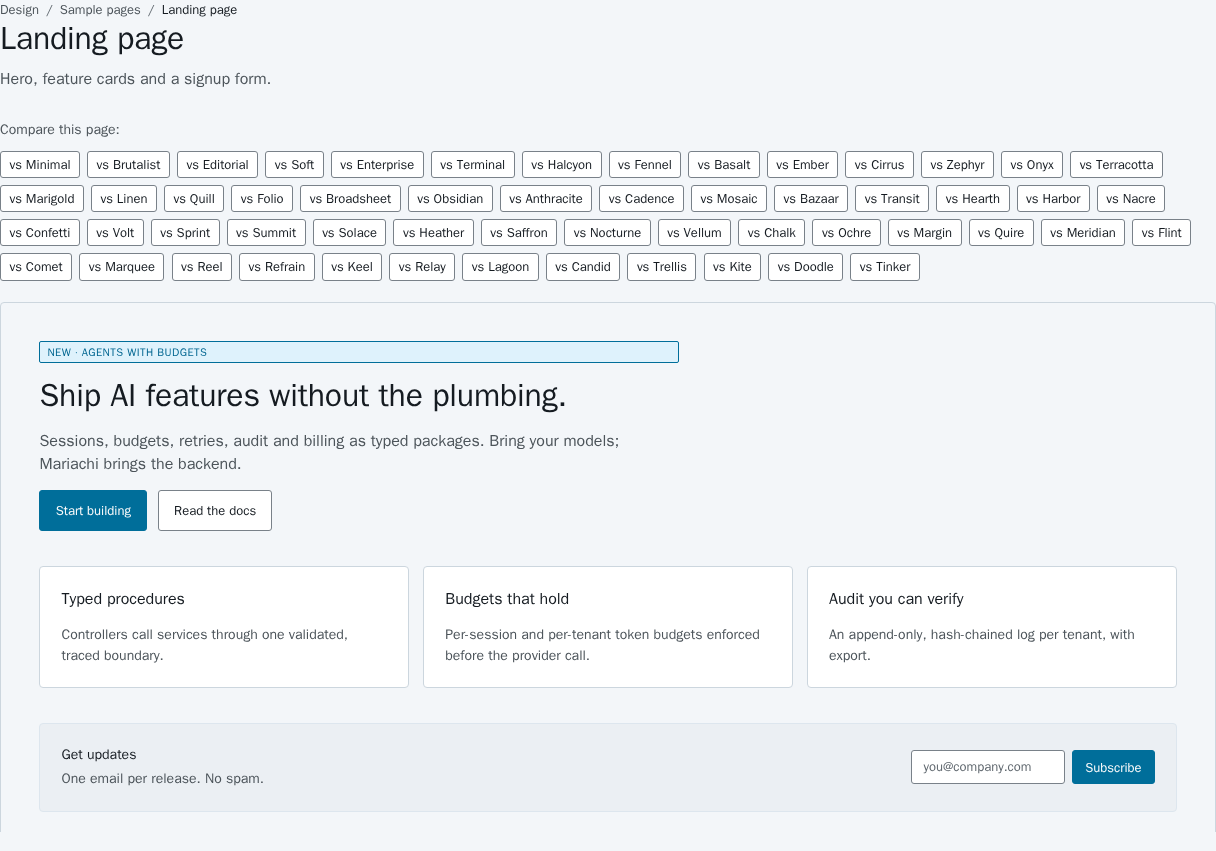 Design / Sample pages / Landing page
Landing page
Hero, feature cards and a signup form.
Compare this page:
vs Minimal vs Brutalist vs Editorial vs Soft vs Enterprise vs Terminal vs Halcyon vs Fennel vs Basalt vs Ember vs Cirrus vs Zephyr vs Onyx vs Terracotta
vs Marigold vs Linen vs Quill vs Folio vs Broadsheet vs Obsidian vs Anthracite vs Cadence vs Mosaic vs Bazaar vs Transit vs Hearth vs Harbor vs Nacre
vs Confetti vs Volt vs Sprint vs Summit vs Solace vs Heather vs Saffron vs Nocturne vs Vellum vs Chalk vs Ochre vs Margin vs Quire vs Meridian vs Flint
vs Comet vs Marquee vs Reel vs Refrain vs Keel vs Relay vs Lagoon vs Candid vs Trellis vs Kite vs Doodle vs Tinker
NEW · AGENTS WITH BUDGETS
Ship AI features without the plumbing.
Sessions, budgets, retries, audit and billing as typed packages. Bring your models;
Mariachi brings the backend.
Start building Read the docs
Typed procedures
Controllers call services through one validated,
traced boundary.
Budgets that hold
Per-session and per-tenant token budgets enforced
before the provider call.
Audit you can verify
An append-only, hash-chained log per tenant, with
export.
Get updates
One email per release. No spam.
you@company.com Subscribe